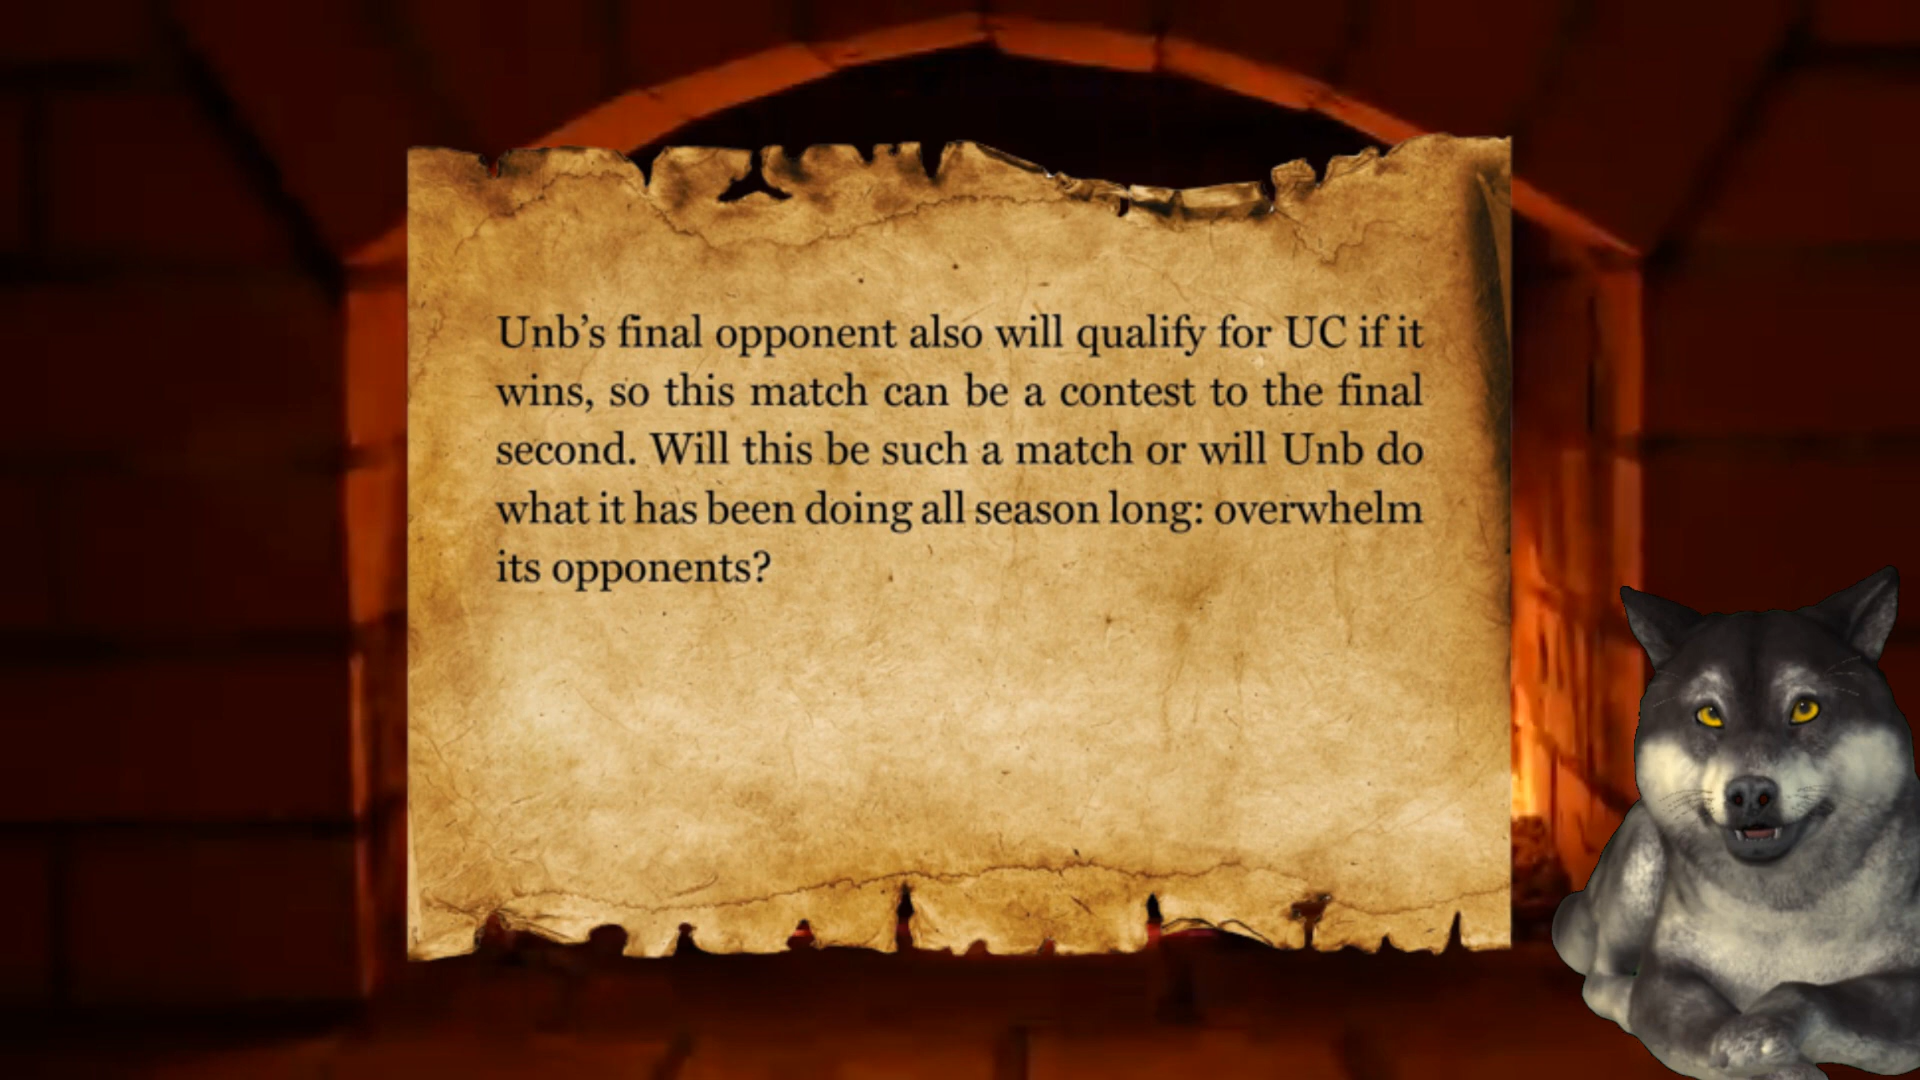 Unb’s final opponent also will qualify for UC if it
wins, so this match can be a contest to the final
second. Will this be such a match or will Unb do
what it has been doing all season long: overwhelm
its opponents?